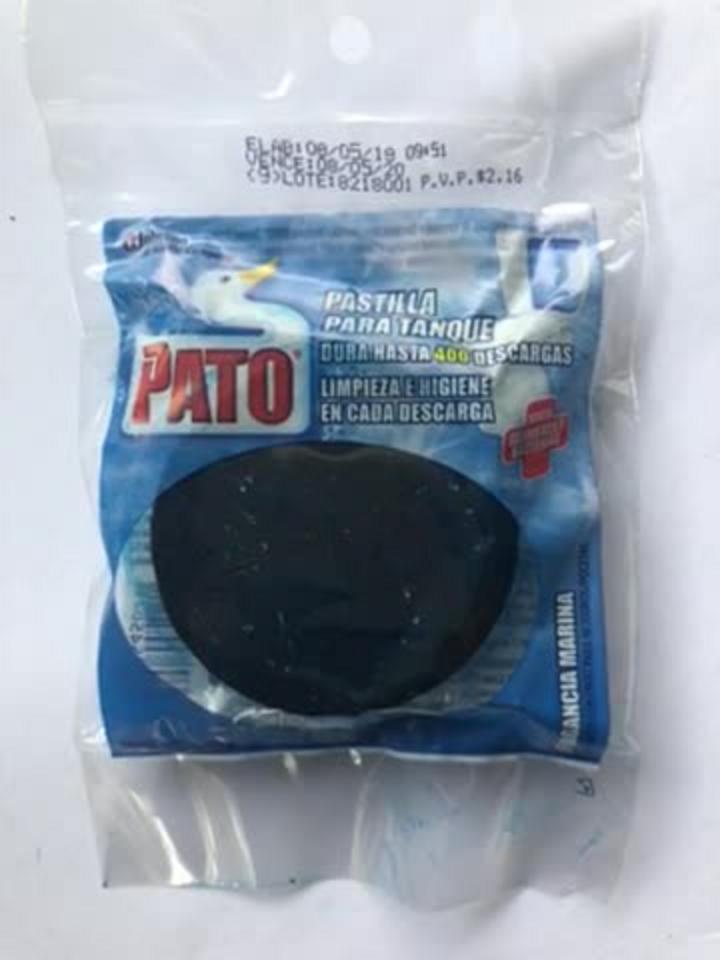 ELAB:08/05/19 09:51
VENCE:08/05/20
(9)LOTE:8218001 P.V.P.$2.16
PASTILLA
PARA TANQUE
DURA HASTA 400 DESCARGAS
PATO
LIMPIEZA E HIGIENE
EN CADA DESCARGA
MARINA